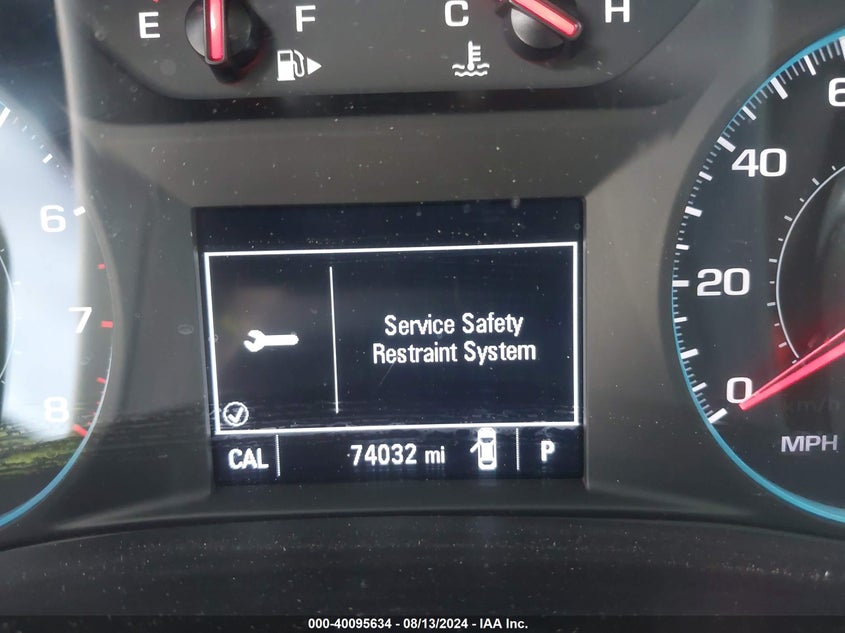 E F
C H
6
7
8
40
20
0
MPH
Service Safety
Restraint System
CAL 74032 mi P
000-40095634 - 08/13/2024 - IAA Inc.